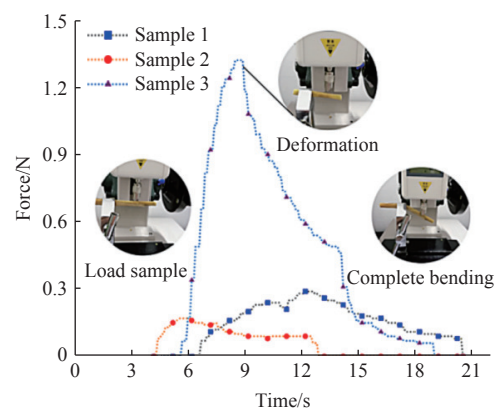 Sample 1
Sample 2
Sample 3
Deformation
Load sample
Complete bending
Force/N
1.5
1.2
0.9
0.6
0.3
0
0 3 6 9 12 15 18 21
Time/s